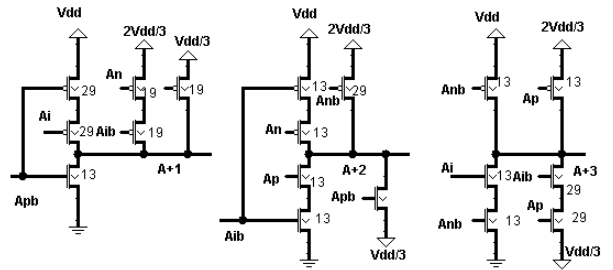 Vdd
2Vdd/3
Vdd/3
An
29
19
19
Ai
29
Aib
19
A+1
13
Apb
Vdd
2Vdd/3
13
Anb
29
An
13
A+2
Ap
13
Apb
13
Aib
Vdd/3
Vdd
2Vdd/3
Anb
13
Ap
13
Ai
13
Aib
A+3
29
Anb
13
Ap
29
Vdd/3